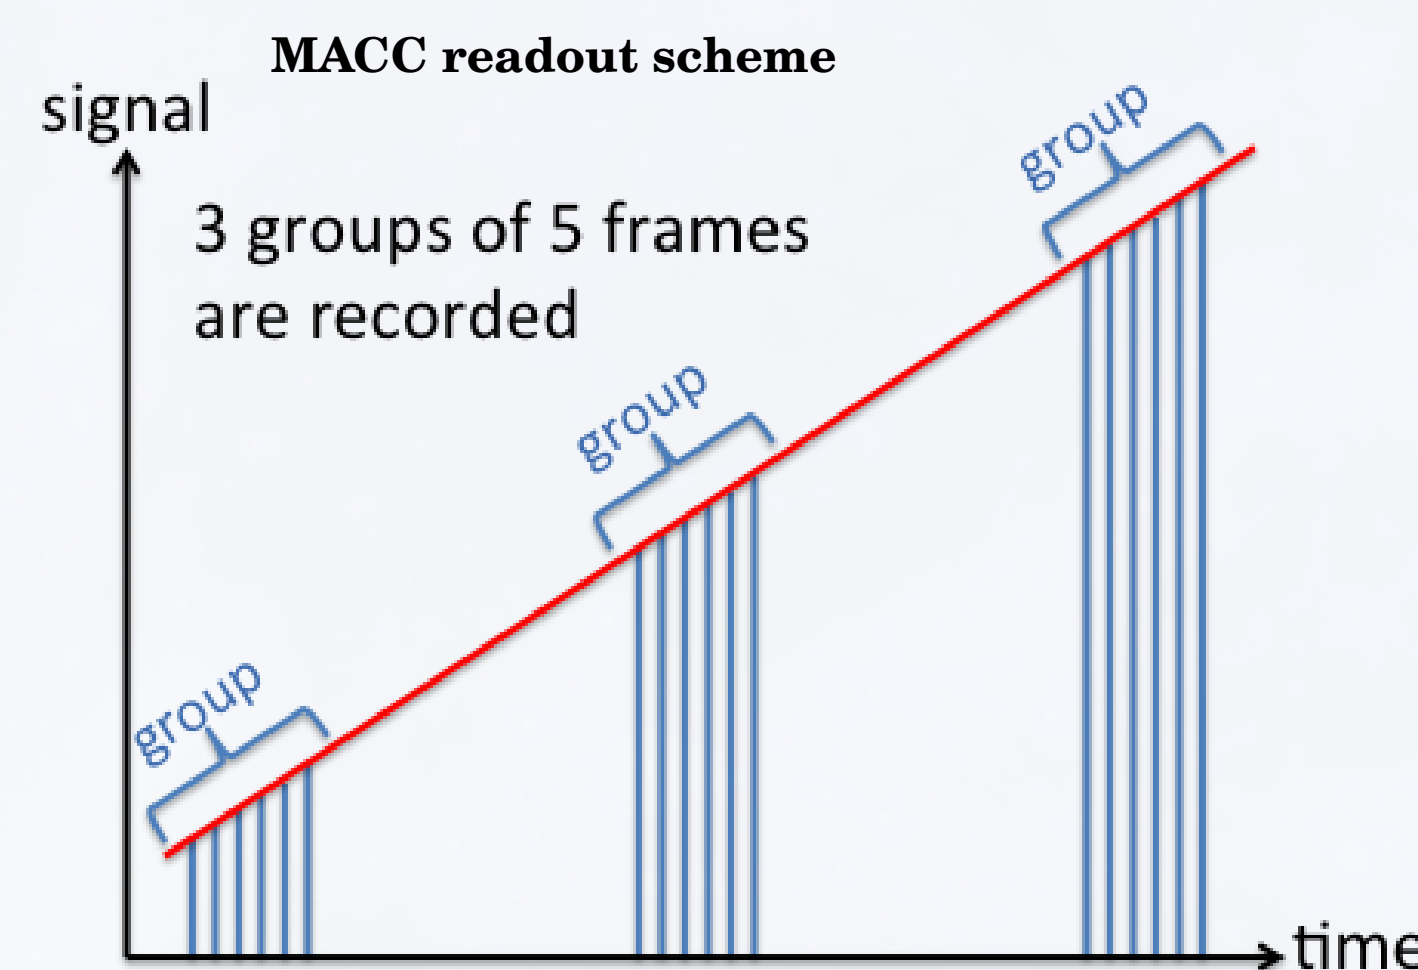 MACC readout scheme
signal
group
3 groups of 5 frames
are recorded
group
group
time